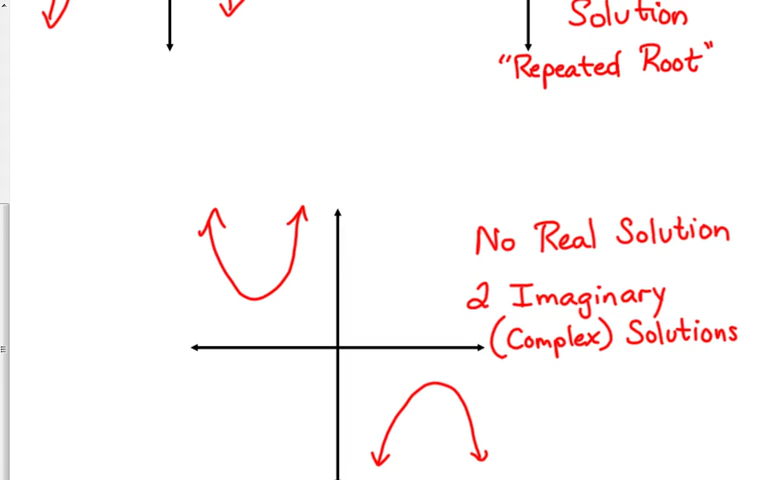 Solution
"Repeated Root"
No Real Solution
2 Imaginary
(Complex) Solutions